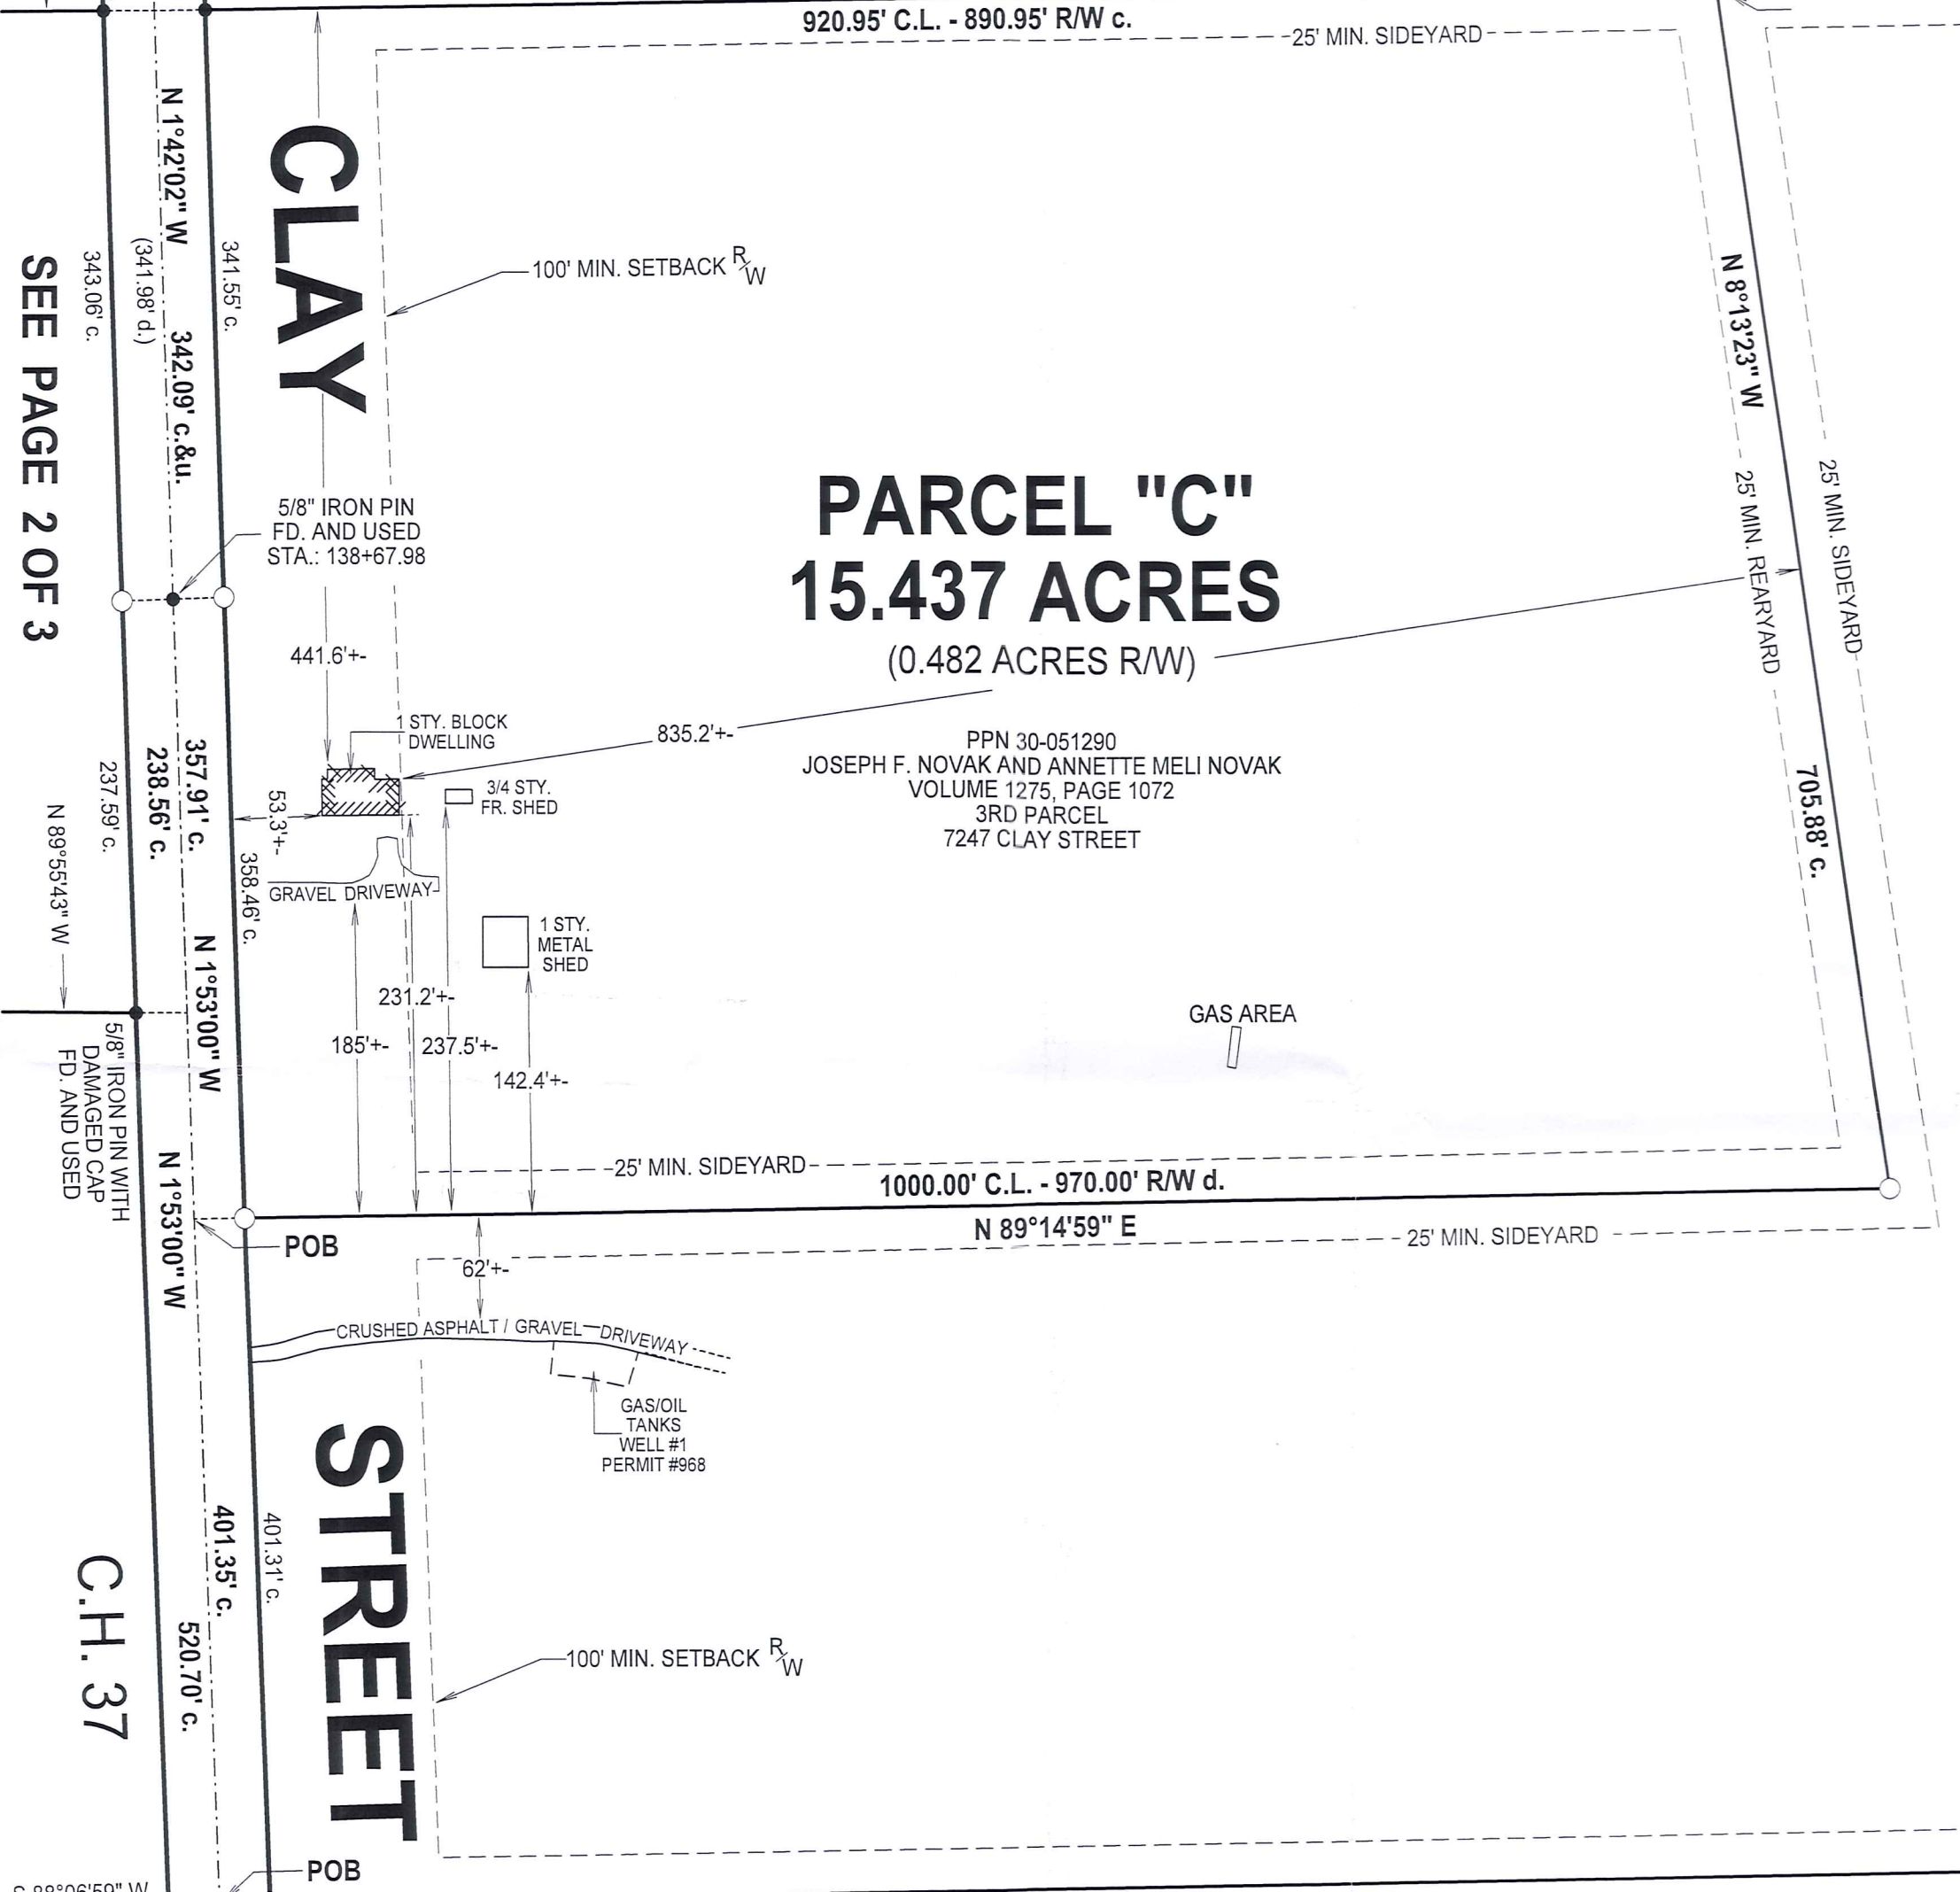 920.95' C.L. - 890.95' R/W c.
25' MIN. SIDEYARD
N 1°42'02" W
(341.98' d.)
342.09' c.&u.
343.06' c.
341.55' c.
CLAY
SEE PAGE 2 OF 3
100' MIN. SETBACK R/W
N 8°13'23" W
25' MIN. REARYARD
25' MIN. SIDEYARD
705.88' c.
5/8" IRON PIN
FD. AND USED
STA.: 138+67.98
PARCEL "C"
15.437 ACRES
(0.482 ACRES R/W)
PPN 30-051290
JOSEPH F. NOVAK AND ANNETTE MELI NOVAK
VOLUME 1275, PAGE 1072
3RD PARCEL
7247 CLAY STREET
441.6'+-
1 STY. BLOCK
DWELLING
835.2'+-
3/4 STY.
FR. SHED
53.3'+-
357.91' c.
238.56' c.
237.59' c.
358.46' c.
N 1°53'00" W
N 89°55'43" W
GRAVEL DRIVEWAY
1 STY.
METAL
SHED
231.2'+-
185'+-
237.5'+-
142.4'+-
GAS AREA
5/8" IRON PIN WITH
DAMAGED CAP
FD. AND USED
25' MIN. SIDEYARD
1000.00' C.L. - 970.00' R/W d.
N 89°14'59" E
25' MIN. SIDEYARD
N 1°53'00" W
POB
62'+-
CRUSHED ASPHALT / GRAVEL DRIVEWAY
GAS/OIL
TANKS
WELL #1
PERMIT #968
STREET
401.35' c.
401.31' c.
520.70' c.
C.H. 37
100' MIN. SETBACK R/W
POB
S 88°06'59" W